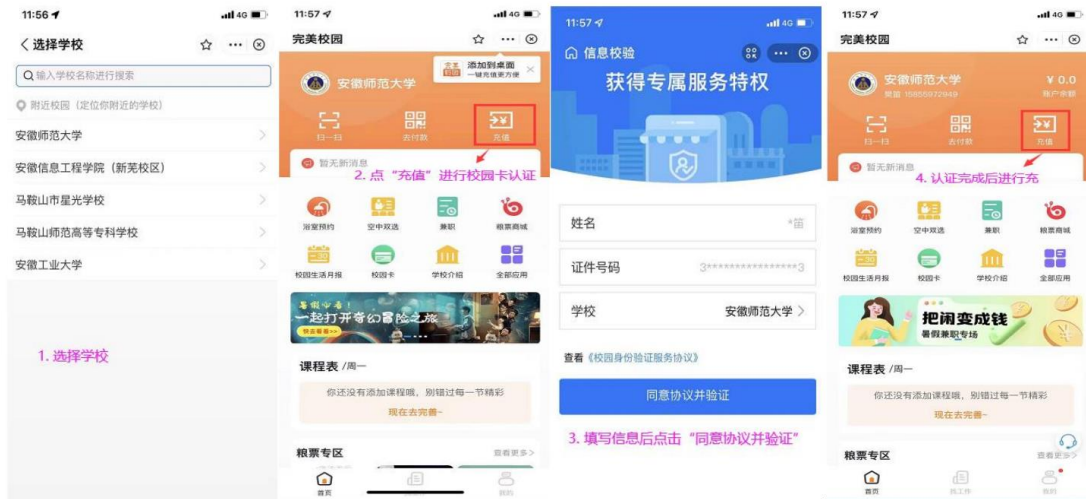 11:56
4G
选择学校
输入学校名称进行搜索
附近校园（定位你附近的学校）
安徽师范大学
安徽信息工程学院（新芜校区）
马鞍山市星光学校
马鞍山师范高等专科学校
安徽工业大学
1. 选择学校
11:57
4G
完美校园
添加到桌面
一键充值更方便
安徽师范大学
扫一扫
去付款
充值
暂无新消息
2. 点“充值”进行校园卡认证
浴室预约
空中双选
兼职
粮票商城
校园生活月报
校园卡
学校介绍
全部应用
暑假必看！
一起打开奇幻冒险之旅
快去看看>>
课程表 /周一
你还没有添加课程哦，别错过每一节精彩
现在去完善~
粮票专区
查看更多>
首页
我的
11:57
4G
信息校验
获得专属服务特权
姓名
*笛
证件号码
3****************3
学校
安徽师范大学
查看《校园身份验证服务协议》
同意协议并验证
3. 填写信息后点击“同意协议并验证”
11:57
4G
完美校园
安徽师范大学
15855972949
¥ 0.0
账户余额
扫一扫
去付款
充值
暂无新消息
4. 认证完成后进行充
浴室预约
空中双选
兼职
粮票商城
校园生活月报
校园卡
学校介绍
全部应用
把闲变成钱
暑假兼职专场
课程表 /周一
你还没有添加课程哦，别错过每一节精彩
现在去完善~
粮票专区
查看更多>
首页
找工作
我的